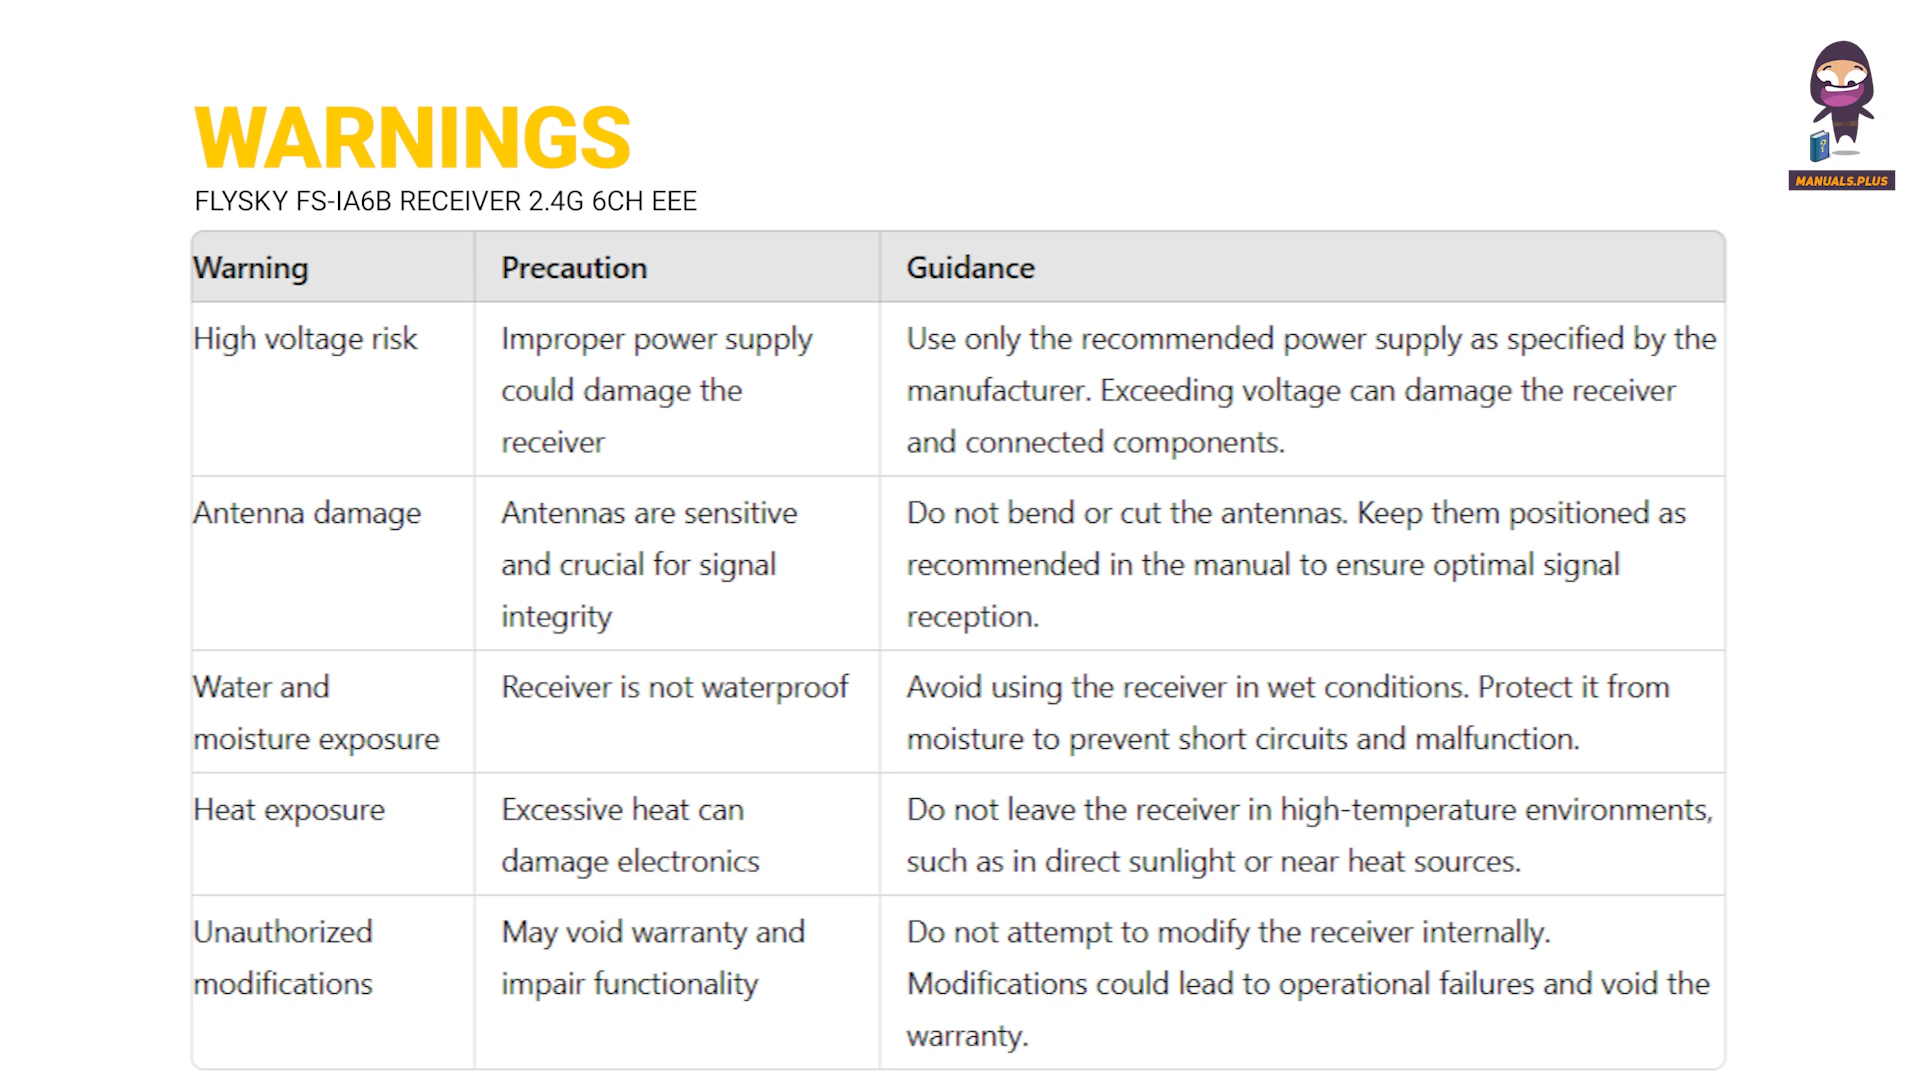 WARNINGS
FLYSKY FS-IA6B RECEIVER 2.4G 6CH EEE
?
MANUALS.PLUS
Warning
Precaution
Guidance
High voltage risk
Improper power supply
could damage the
receiver
Use only the recommended power supply as specified by the
manufacturer. Exceeding voltage can damage the receiver
and connected components.
Antenna damage
Antennas are sensitive
and crucial for signal
integrity
Do not bend or cut the antennas. Keep them positioned as
recommended in the manual to ensure optimal signal
reception.
Water and
moisture exposure
Receiver is not waterproof
Avoid using the receiver in wet conditions. Protect it from
moisture to prevent short circuits and malfunction.
Heat exposure
Excessive heat can
damage electronics
Do not leave the receiver in high-temperature environments,
such as in direct sunlight or near heat sources.
Unauthorized
modifications
May void warranty and
impair functionality
Do not attempt to modify the receiver internally.
Modifications could lead to operational failures and void the
warranty.